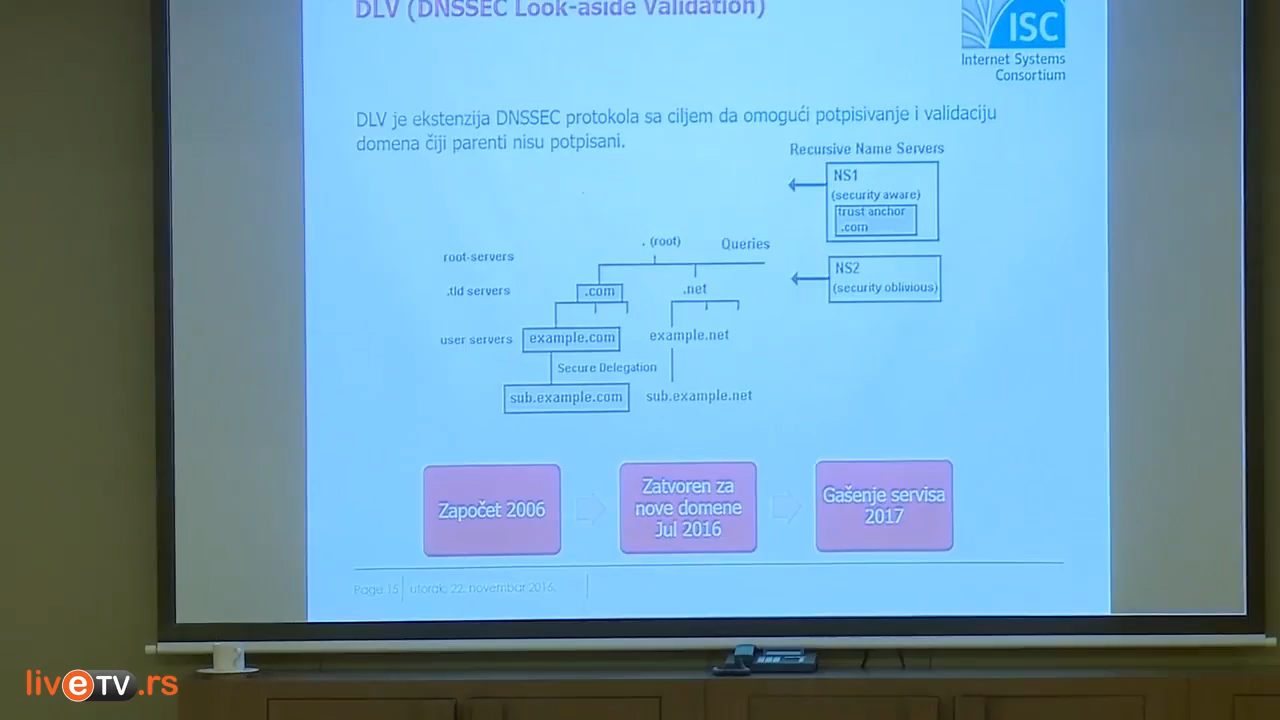 DLV (DNSSEC Look-aside Validation)
ISC
Internet Systems
Consortium
DLV je ekstenzija DNSSEC protokola sa ciljem da omogući potpisivanje i validaciju
domena čiji parenti nisu potpisani.
Recursive Name Servers
NS1
(security aware)
trust anchor
.com
. (root)
Queries
root-servers
NS2
(security oblivious)
.tld servers
.com
.net
user servers
example.com
example.net
Secure Delegation
sub.example.com
sub.example.net
Započet 2006
Zatvoren za
nove domene
Jul 2016
Gašenje servisa
2017
Page.15
utorak, 22. novembar 2016.
liveTV.rs